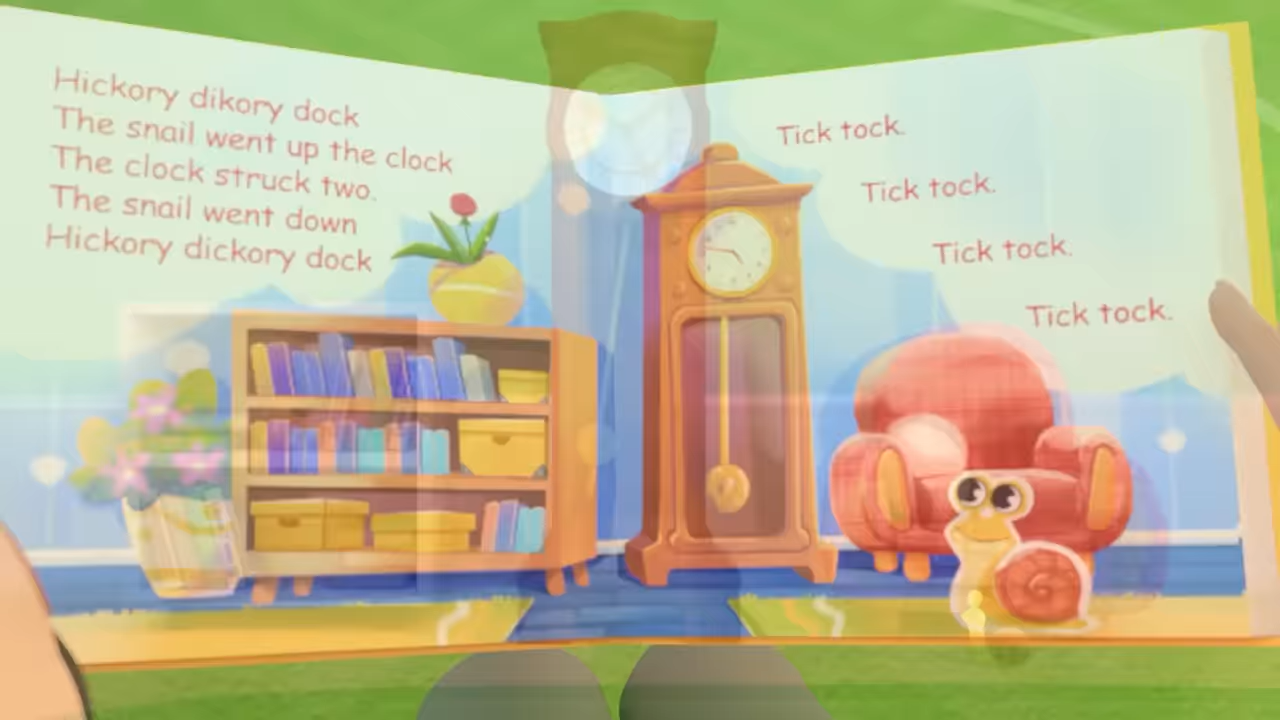 Hickory dikory dock
The snail went up the clock
The clock struck two.
The snail went down
Hickory dickory dock
Tick tock.
Tick tock.
Tick tock.
Tick tock.